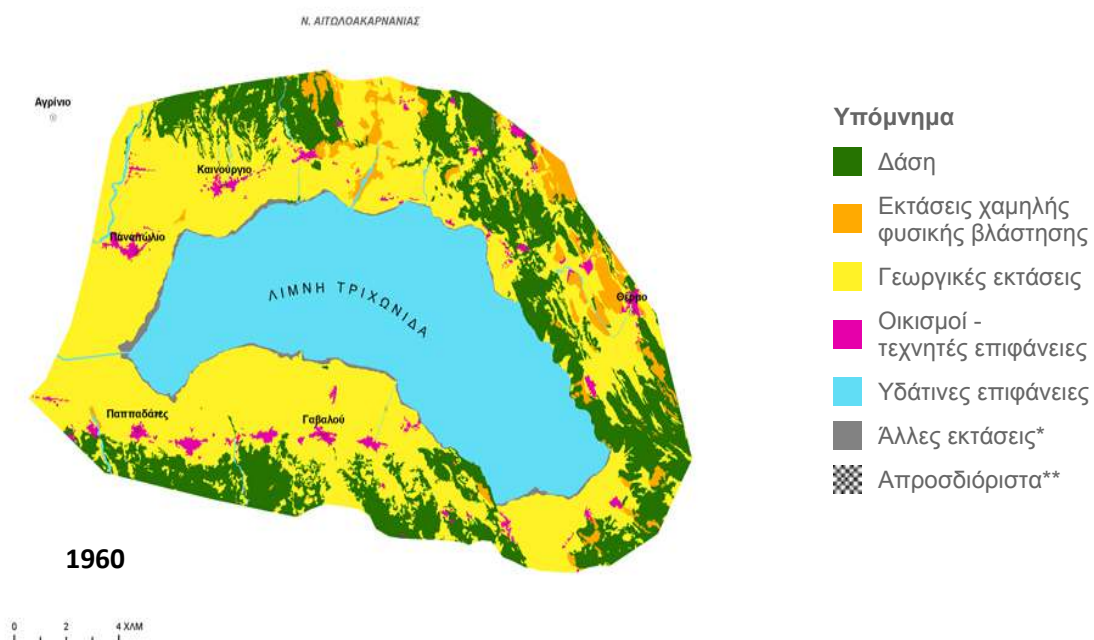 Ν. ΑΙΤΩΛΟΑΚΑΡΝΑΝΙΑΣ
Αγρίνιο
Καινούργιο
Παναιτώλιο
ΛΙΜΝΗ ΤΡΙΧΩΝΙΔΑ
Θέρμο
Παππαδάτες
Γαβαλού
1960
0 2 4 ΧΛΜ
Υπόμνημα
Δάση
Εκτάσεις χαμηλής
φυσικής βλάστησης
Γεωργικές εκτάσεις
Οικισμοί -
τεχνητές επιφάνειες
Υδάτινες επιφάνειες
Άλλες εκτάσεις*
Απροσδιόριστα**